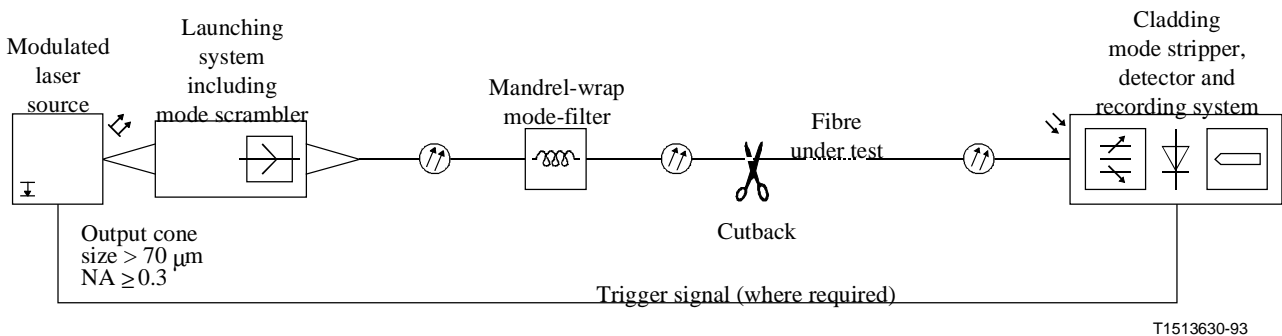 Modulated
laser
source
Launching
system
including
mode scrambler
Mandrel-wrap
mode-filter
Fibre
under test
Cladding
mode stripper,
detector and
recording system
Cutback
Output cone
size > 70 μm
NA ≥ 0.3
Trigger signal (where required)
T1513630-93